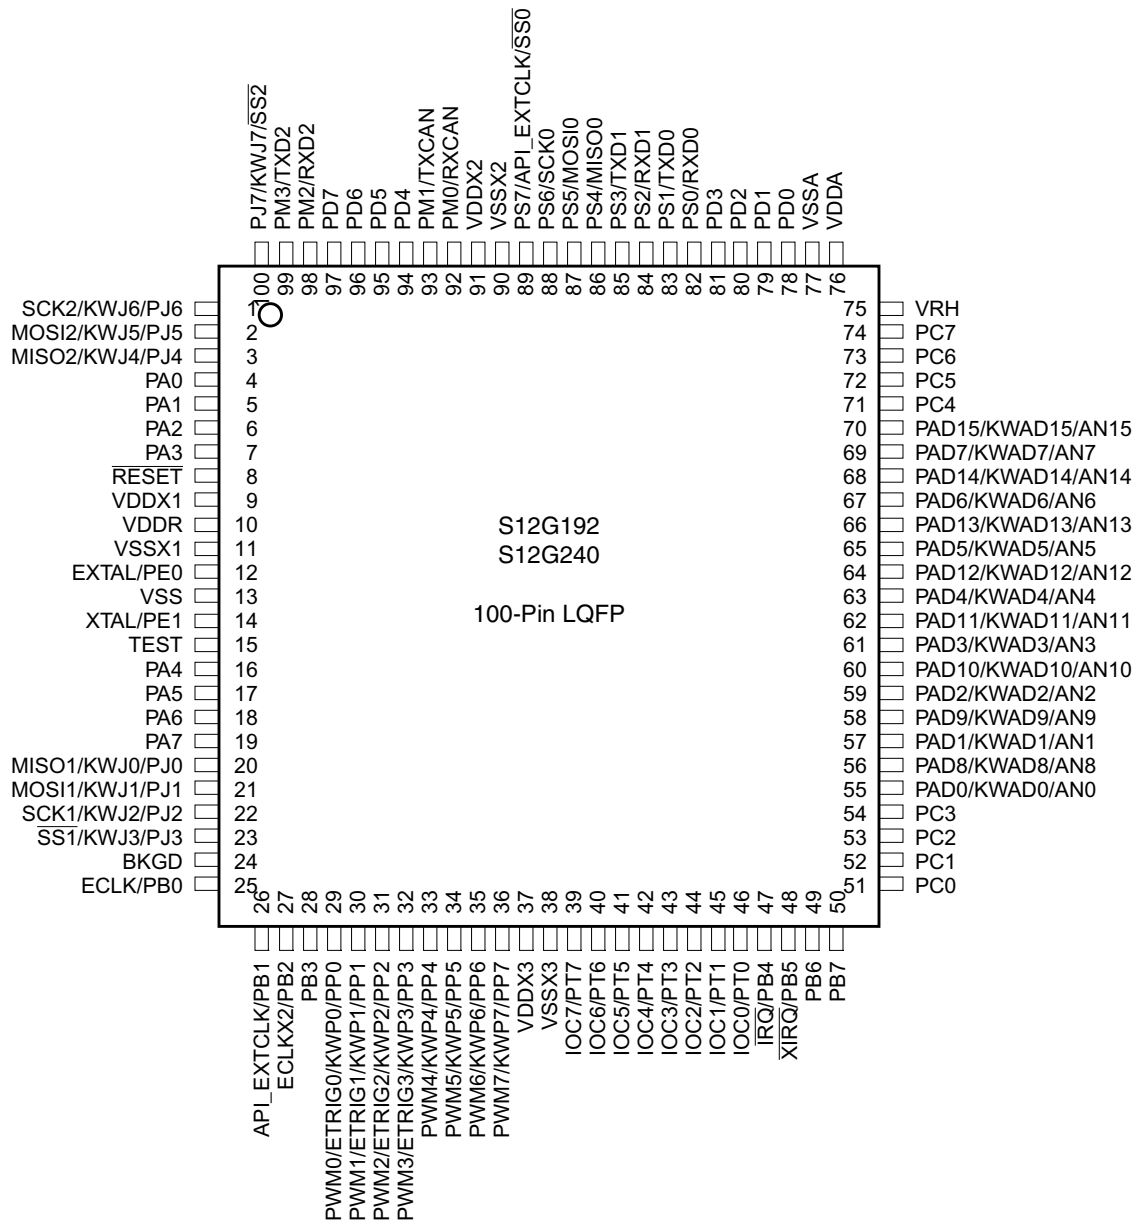 PJ7/KWJ7/SS2
PM3/TXD2
PM2/RXD2
PD7
PD6
PD5
PD4
PM1/TXCAN
PM0/RXCAN
VDDX2
VSSX2
PS7/API_EXTCLK/SS0
PS6/SCK0
PS5/MOSI0
PS4/MISO0
PS3/TXD1
PS2/RXD1
PS1/TXD0
PS0/RXD0
PD3
PD2
PD1
PD0
VSSA
VDDA
100
99
98
97
96
95
94
93
92
91
90
89
88
87
86
85
84
83
82
81
80
79
78
77
76
SCK2/KWJ6/PJ6 1
MOSI2/KWJ5/PJ5 2
MISO2/KWJ4/PJ4 3
PA0 4
PA1 5
PA2 6
PA3 7
RESET 8
VDDX1 9
VDDR 10
VSSX1 11
EXTAL/PE0 12
VSS 13
XTAL/PE1 14
TEST 15
PA4 16
PA5 17
PA6 18
PA7 19
MISO1/KWJ0/PJ0 20
MOSI1/KWJ1/PJ1 21
SCK1/KWJ2/PJ2 22
SS1/KWJ3/PJ3 23
BKGD 24
ECLK/PB0 25
S12G192
S12G240
100-Pin LQFP
75 VRH
74 PC7
73 PC6
72 PC5
71 PC4
70 PAD15/KWAD15/AN15
69 PAD7/KWAD7/AN7
68 PAD14/KWAD14/AN14
67 PAD6/KWAD6/AN6
66 PAD13/KWAD13/AN13
65 PAD5/KWAD5/AN5
64 PAD12/KWAD12/AN12
63 PAD4/KWAD4/AN4
62 PAD11/KWAD11/AN11
61 PAD3/KWAD3/AN3
60 PAD10/KWAD10/AN10
59 PAD2/KWAD2/AN2
58 PAD9/KWAD9/AN9
57 PAD1/KWAD1/AN1
56 PAD8/KWAD8/AN8
55 PAD0/KWAD0/AN0
54 PC3
53 PC2
52 PC1
51 PC0
26
27
28
29
30
31
32
33
34
35
36
37
38
39
40
41
42
43
44
45
46
47
48
49
50
API_EXTCLK/PB1
ECLKX2/PB2
PB3
PWM0/ETRIG0/KWP0/PP0
PWM1/ETRIG1/KWP1/PP1
PWM2/ETRIG2/KWP2/PP2
PWM3/ETRIG3/KWP3/PP3
PWM4/KWP4/PP4
PWM5/KWP5/PP5
PWM6/KWP6/PP6
PWM7/KWP7/PP7
VDDX3
VSSX3
IOC7/PT7
IOC6/PT6
IOC5/PT5
IOC4/PT4
IOC3/PT3
IOC2/PT2
IOC1/PT1
IOC0/PT0
IRQ/PB4
XIRQ/PB5
PB6
PB7